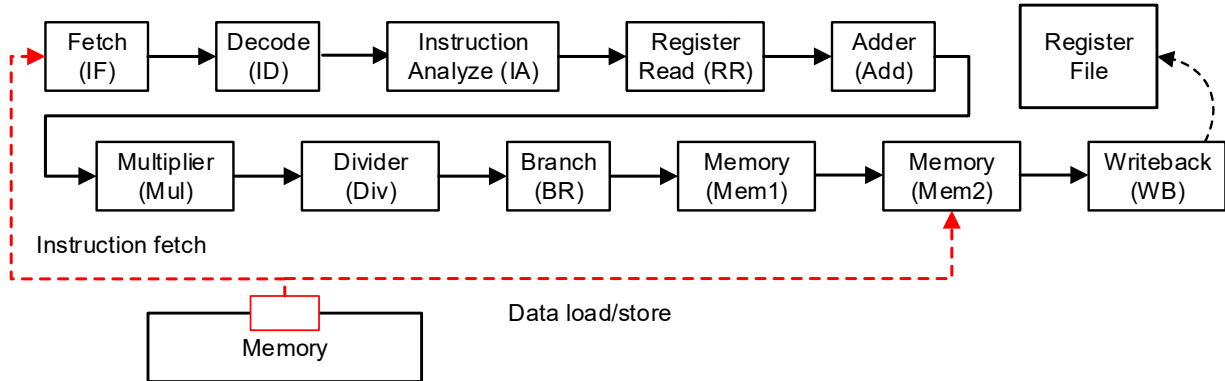 Fetch
(IF)
Decode
(ID)
Instruction
Analyze (IA)
Register
Read (RR)
Adder
(Add)
Register
File
Multiplier
(Mul)
Divider
(Div)
Branch
(BR)
Memory
(Mem1)
Memory
(Mem2)
Writeback
(WB)
Instruction fetch
Data load/store
Memory